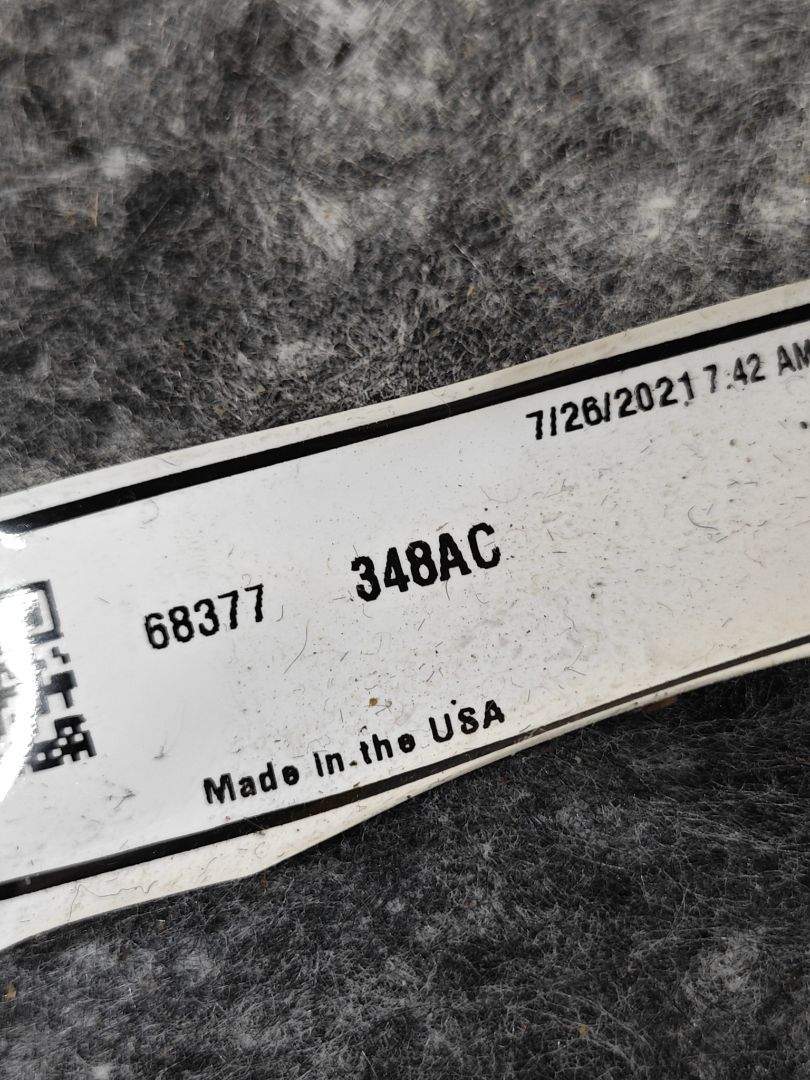 7/26/2021 7:42 AM
68377 348AC
Made in the USA